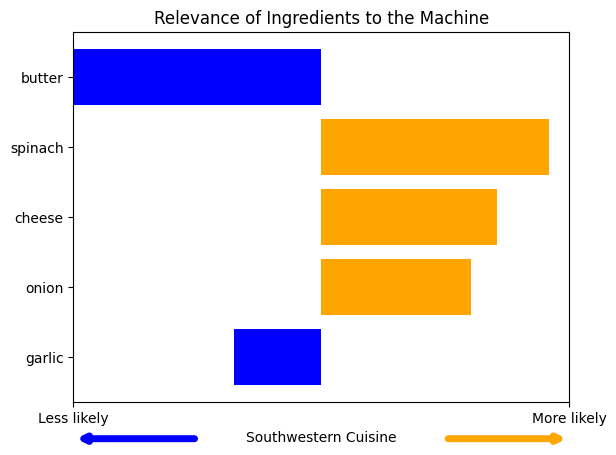 Relevance of Ingredients to the Machine
butter
spinach
cheese
onion
garlic
Less likely
More likely
Southwestern Cuisine